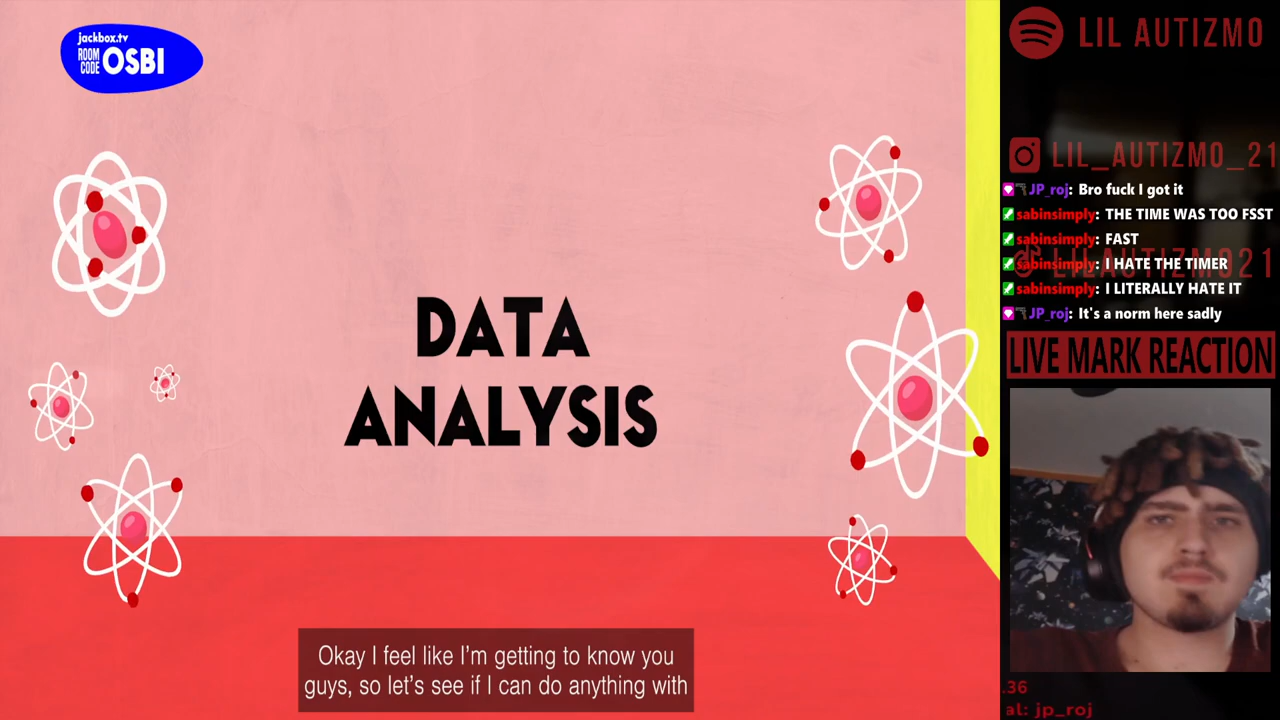 jackbox.tv
ROOM CODE OSBI
DATA
ANALYSIS
Okay I feel like I'm getting to know you
guys, so let's see if I can do anything with
LIL AUTIZMO
LIL_AUTIZMO_21
JP_roj: Bro fuck I got it
sabinsimply: THE TIME WAS TOO FSST
sabinsimply: FAST
sabinsimply: I HATE THE TIMER
LILAUTIZMO21
sabinsimply: I LITERALLY HATE IT
JP_roj: It's a norm here sadly
LIVE MARK REACTION
.36
al: jp_roj